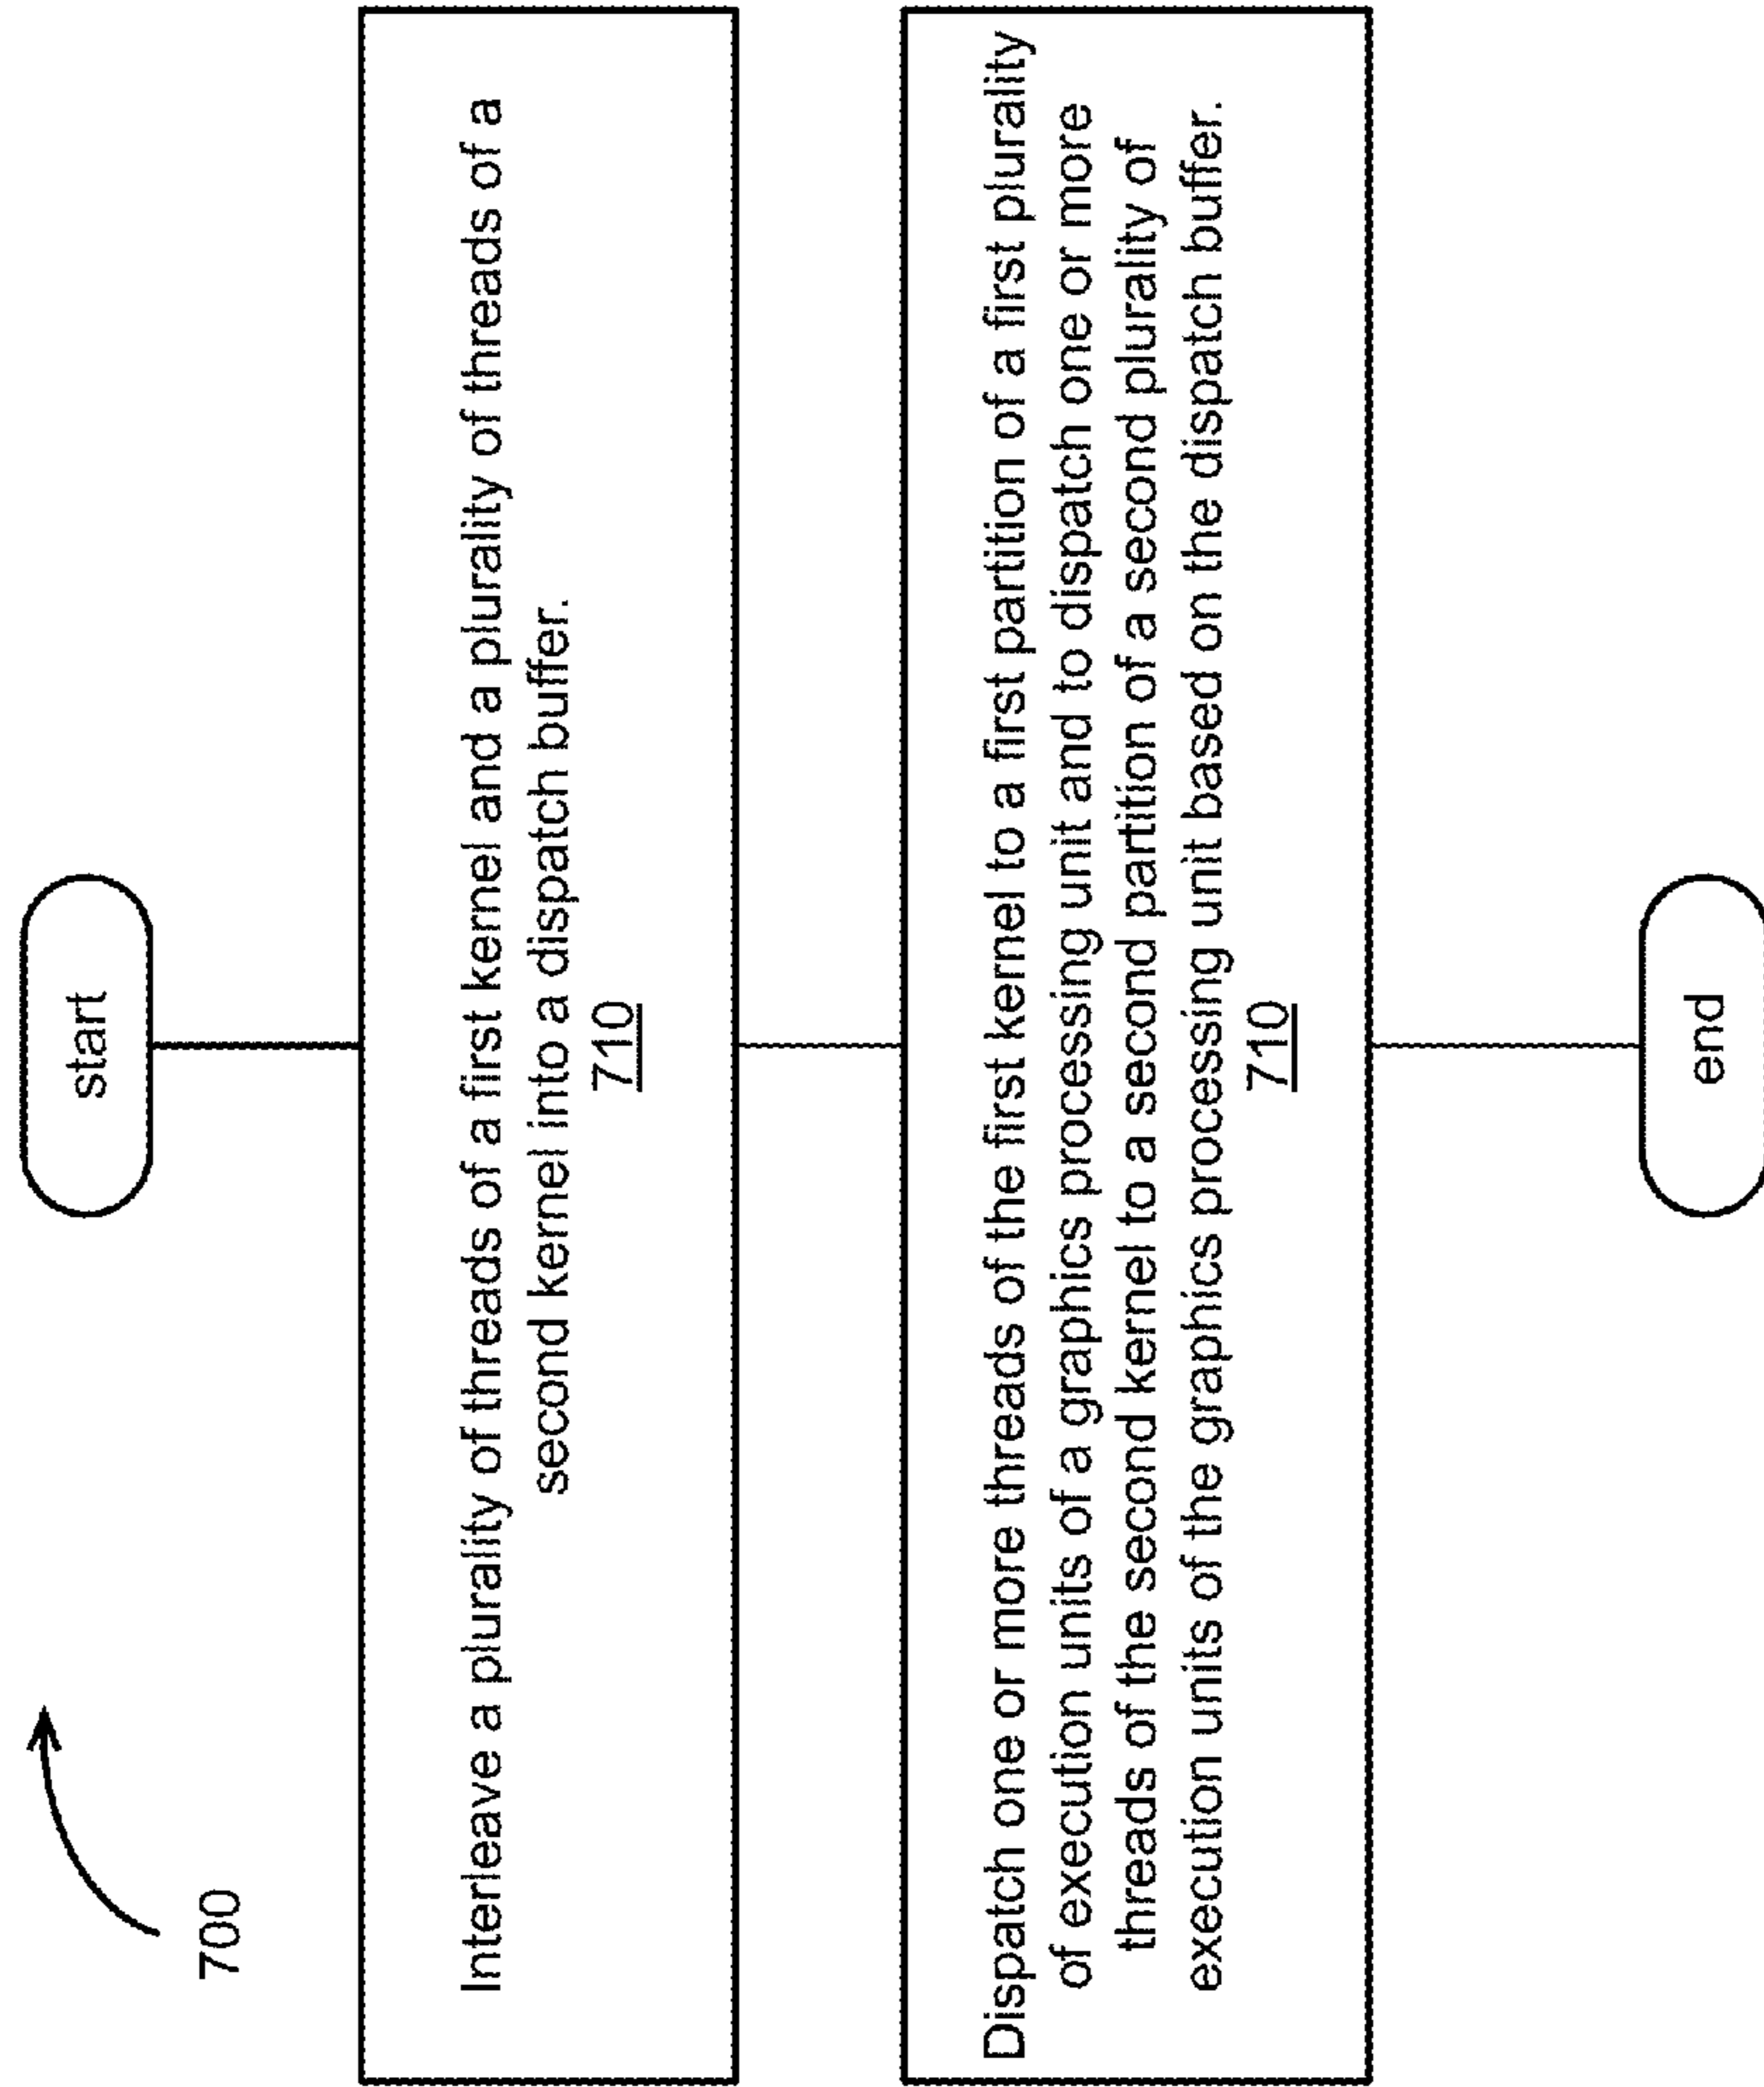 700
start
Interleave a plurality of threads of a first kernel and a plurality of threads of a
second kernel into a dispatch buffer.
710
Dispatch one or more threads of the first kernel to a first partition of a first plurality
of execution units of a graphics processing unit and to dispatch one or more
threads of the second kernel to a second partition of a second plurality of
execution units of the graphics processing unit based on the dispatch buffer.
710
end